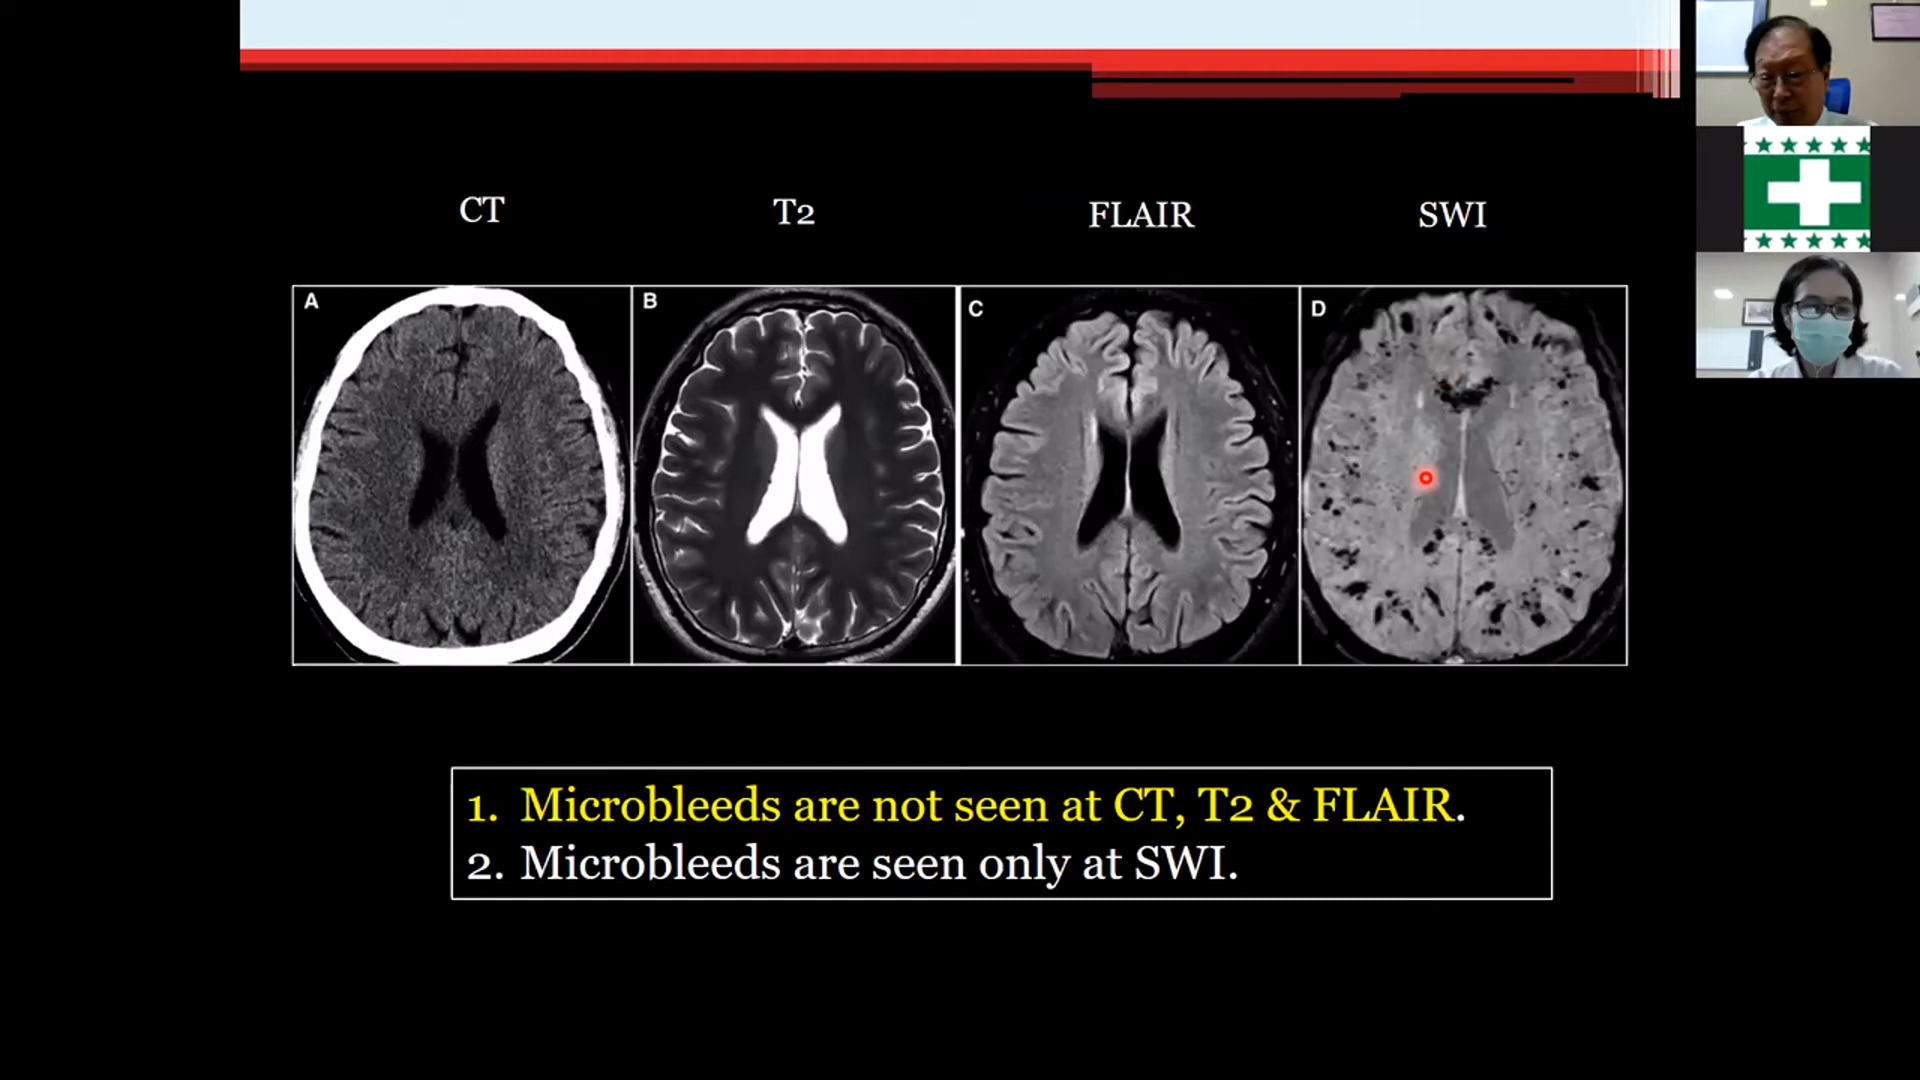 CT
T2
FLAIR
SWI
A
B
C
D
1. Microbleeds are not seen at CT, T2 & FLAIR.
2. Microbleeds are seen only at SWI.